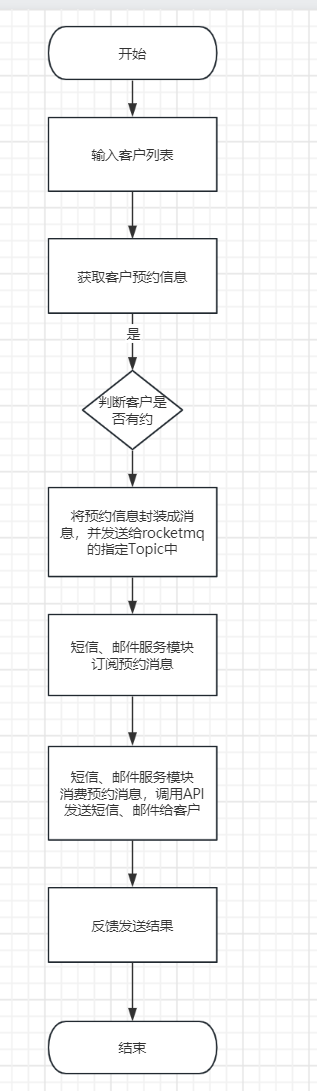 开始
输入客户列表
获取客户预约信息
是
判断客户是
否有约
将预约信息封装成消
息，并发送给rocketmq
的指定Topic中
短信、邮件服务模块
订阅预约消息
短信、邮件服务模块
消费预约消息，调用API
发送短信、邮件给客户
反馈发送结果
结束